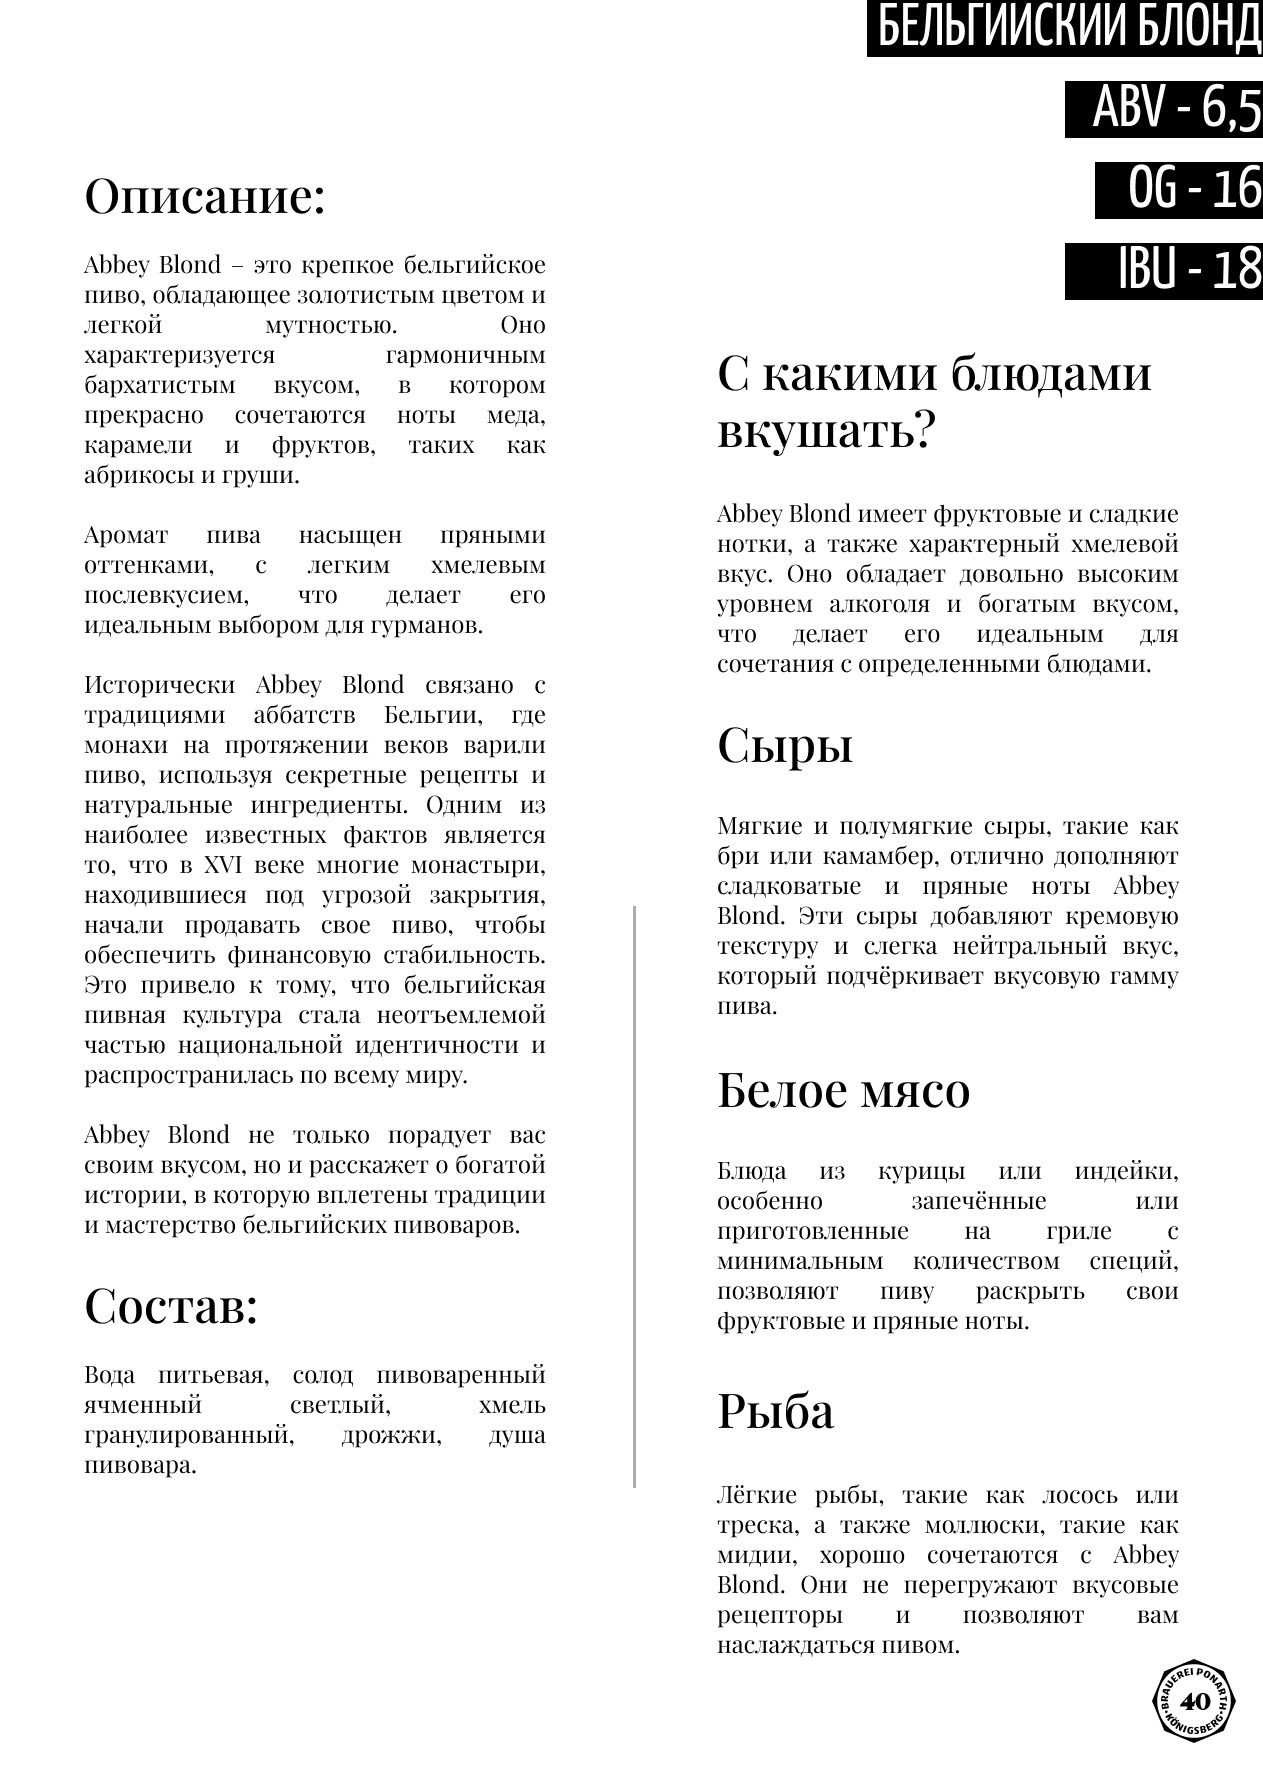 БЕЛЬГИЙСКИЙ БЛОНД
ABV - 6,5
OG - 16
IBU - 18
Описание:
Abbey Blond – это крепкое бельгийское
пиво, обладающее золотистым цветом и
легкой мутностью. Оно
характеризуется гармоничным
бархатистым вкусом, в котором
прекрасно сочетаются ноты меда,
карамели и фруктов, таких как
абрикосы и груши.
Аромат пива насыщен пряными
оттенками, с легким хмелевым
послевкусием, что делает его
идеальным выбором для гурманов.
Исторически Abbey Blond связано с
традициями аббатств Бельгии, где
монахи на протяжении веков варили
пиво, используя секретные рецепты и
натуральные ингредиенты. Одним из
наиболее известных фактов является
то, что в XVI веке многие монастыри,
находившиеся под угрозой закрытия,
начали продавать свое пиво, чтобы
обеспечить финансовую стабильность.
Это привело к тому, что бельгийская
пивная культура стала неотъемлемой
частью национальной идентичности и
распространилась по всему миру.
Abbey Blond не только порадует вас
своим вкусом, но и расскажет о богатой
истории, в которую вплетены традиции
и мастерство бельгийских пивоваров.
Состав:
Вода питьевая, солод пивоваренный
ячменный светлый, хмель
гранулированный, дрожжи, душа
пивовара.
С какими блюдами
вкушать?
Abbey Blond имеет фруктовые и сладкие
нотки, а также характерный хмелевой
вкус. Оно обладает довольно высоким
уровнем алкоголя и богатым вкусом,
что делает его идеальным для
сочетания с определенными блюдами.
Сыры
Мягкие и полумягкие сыры, такие как
бри или камамбер, отлично дополняют
сладковатые и пряные ноты Abbey
Blond. Эти сыры добавляют кремовую
текстуру и слегка нейтральный вкус,
который подчёркивает вкусовую гамму
пива.
Белое мясо
Блюда из курицы или индейки,
особенно запечённые или
приготовленные на гриле с
минимальным количеством специй,
позволяют пиву раскрыть свои
фруктовые и пряные ноты.
Рыба
Лёгкие рыбы, такие как лосось или
треска, а также моллюски, такие как
мидии, хорошо сочетаются с Abbey
Blond. Они не перегружают вкусовые
рецепторы и позволяют вам
наслаждаться пивом.
BRAUEREI PONARTH
40
KÖNIGSBERG